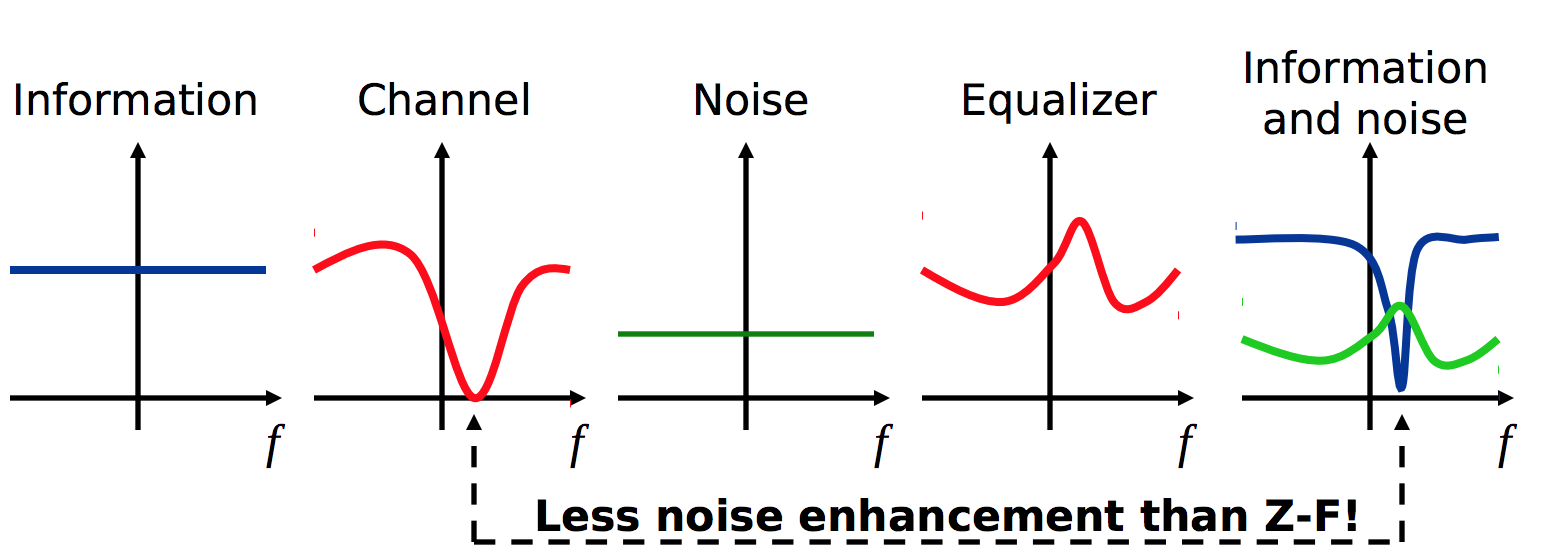 Information
Channel
Noise
Equalizer
Information
and noise
f
f
f
f
f
Less noise enhancement than Z-F!